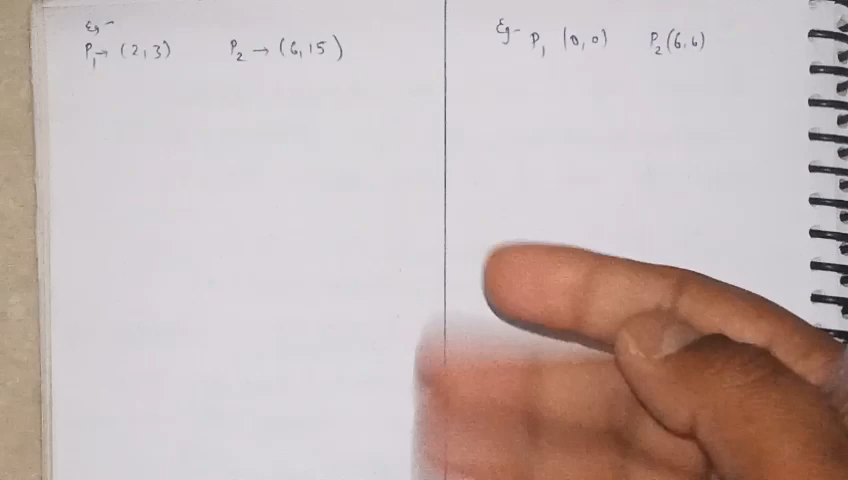 Eg -
P1 → (2,3) P2 → (6,15)
Eg - P1 (0,0) P2(6,6)